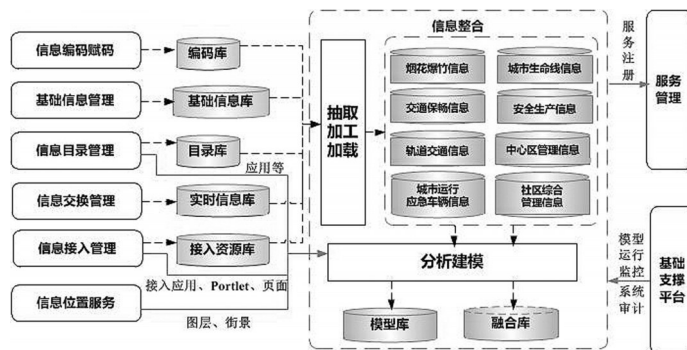 信息整合
信息编码赋码
编码库
烟花爆竹信息
城市生命线信息
服务注册
服务
管理
基础信息管理
基础信息库
抽取
加工
加载
交通保畅信息
安全生产信息
信息目录管理
目录库
轨道交通信息
中心区管理信息
应用等
信息交换管理
实时信息库
城市运行
应急车辆信息
社区综合
管理信息
信息接入管理
接入资源库
分析建模
模型
运行
监控
基础
支撑
平台
接入应用、Portlet、页面
系统
审计
信息位置服务
图层、街景
模型库
融合库